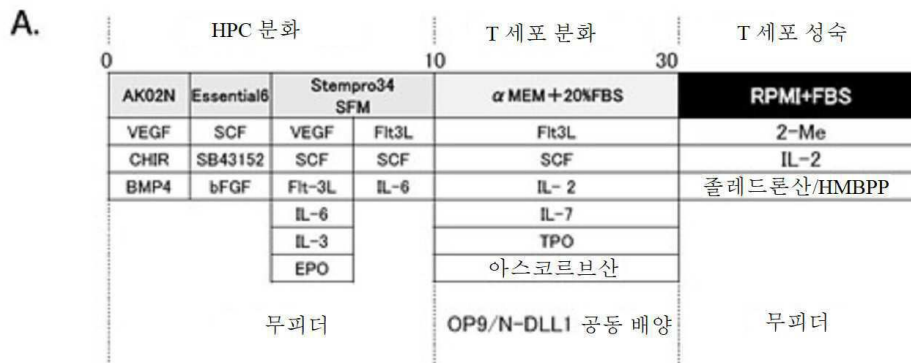 A.
HPC 분화 T 세포 분화 T 세포 성숙
0 10 30
AK02N Essential6 Stempro34 SFM αMEM+20%FBS RPMI+FBS
VEGF SCF VEGF Flt3L Flt3L 2-Me
CHIR SB43152 SCF SCF SCF IL-2
BMP4 bFGF Flt-3L IL-6 IL- 2 졸레드론산/HMBPP
IL-6 IL-7
IL-3 TPO
EPO 아스코르브산
무피더 OP9/N-DLL1 공동 배양 무피더